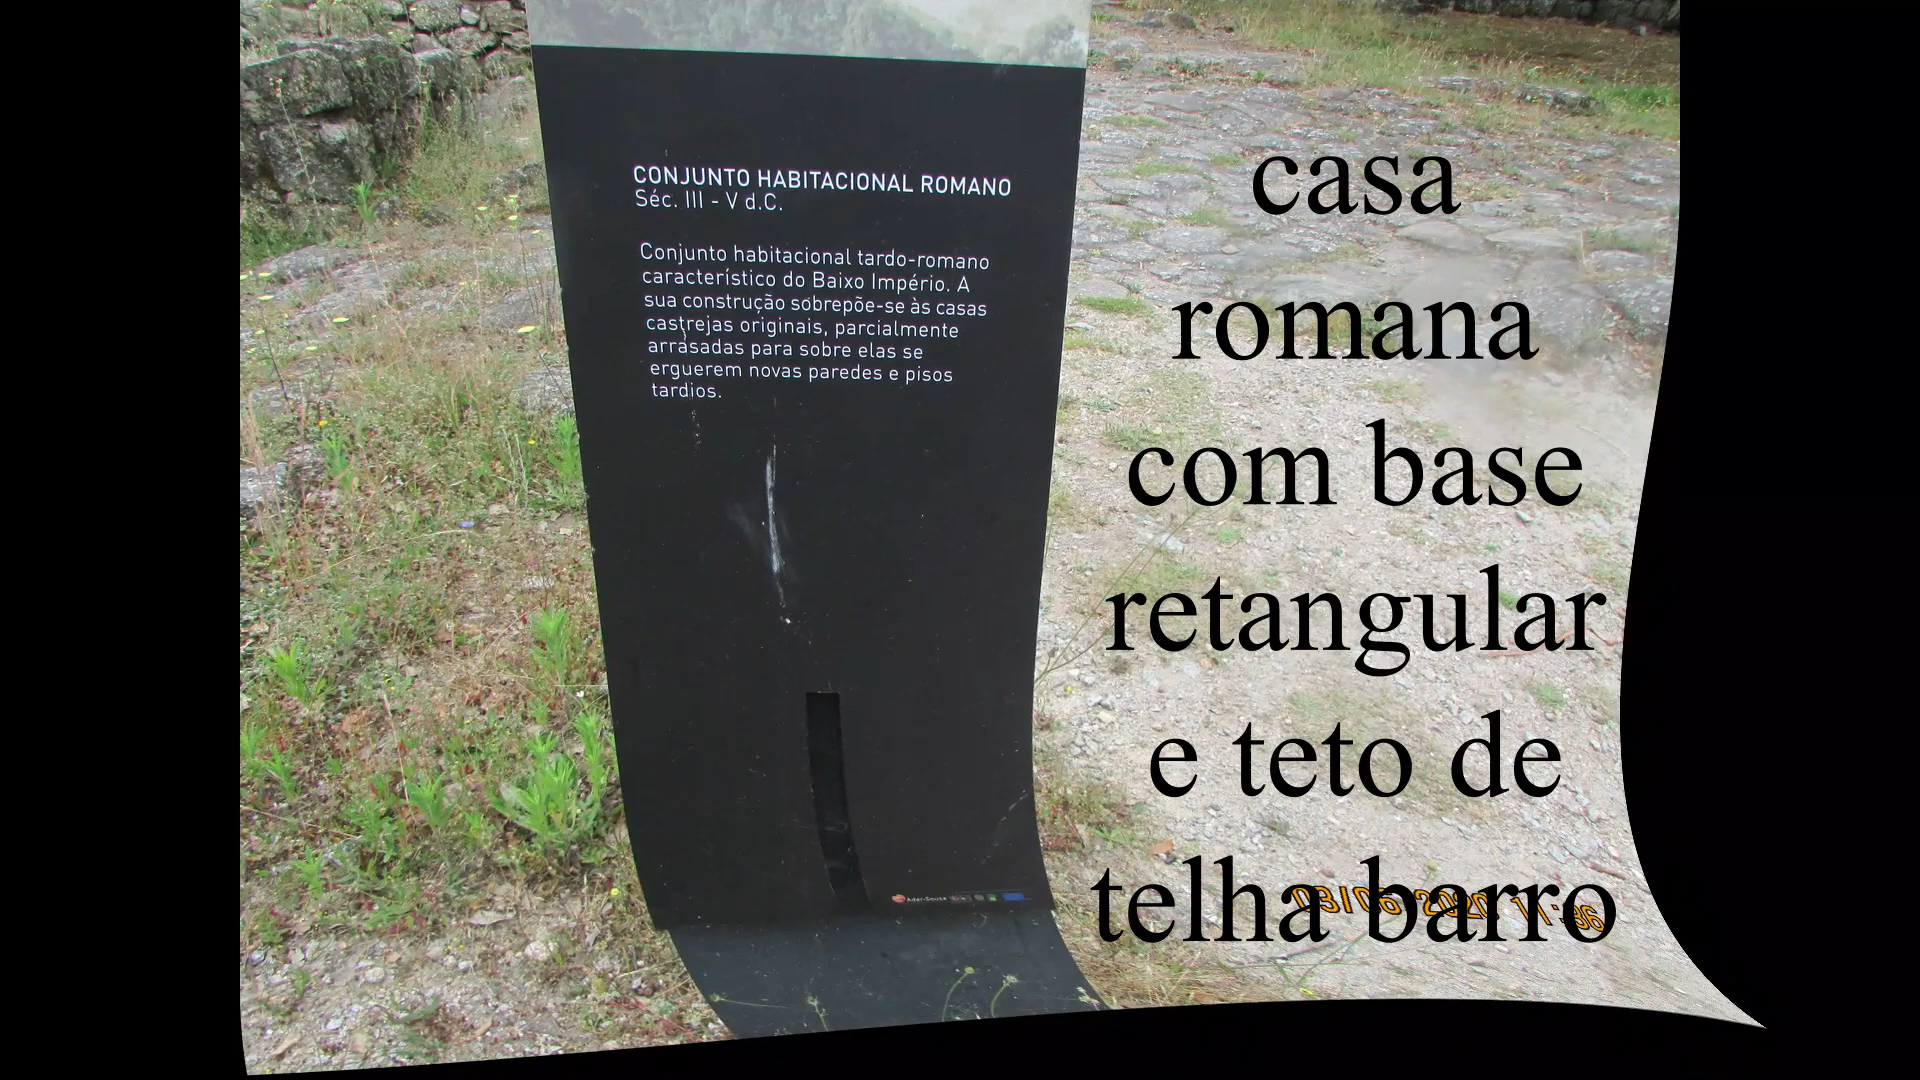 CONJUNTO HABITACIONAL ROMANO
Séc. III - V d.C.
Conjunto habitacional tardo-romano
característico do Baixo Império. A
sua construção sobrepõe-se às casas
castrejas originais, parcialmente
arrasadas para sobre elas se
erguerem novas paredes e pisos
tardios.
Ader-Sousa
casa
romana
com base
retangular
e teto de
telha barro